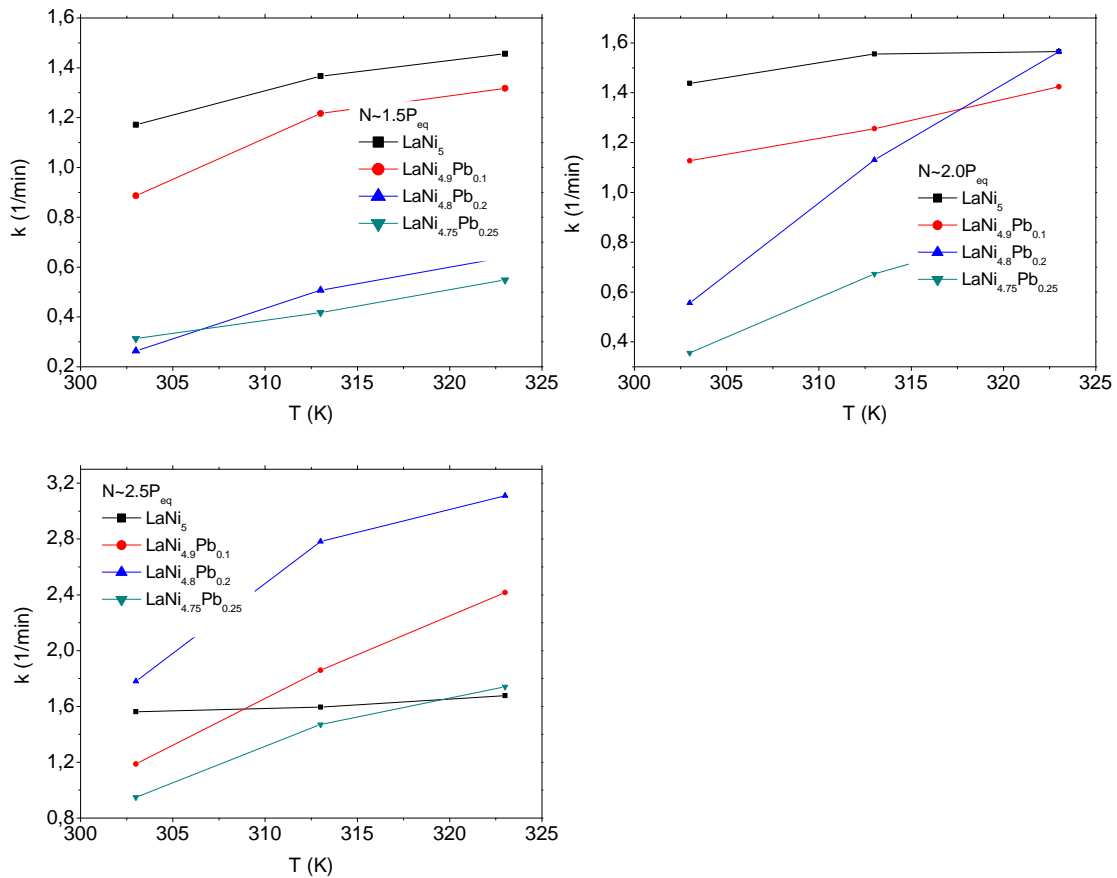 1,6
1,4
1,2
1,0
0,8
0,6
0,4
0,2
k (1/min)
N~1.5Peq
LaNi5
LaNi4.9Pb0.1
LaNi4.8Pb0.2
LaNi4.75Pb0.25
300 305 310 315 320 325
T (K)
1,6
1,4
1,2
1,0
0,8
0,6
0,4
k (1/min)
N~2.0Peq
LaNi5
LaNi4.9Pb0.1
LaNi4.8Pb0.2
LaNi4.75Pb0.25
300 305 310 315 320 325
T (K)
3,2
2,8
2,4
2,0
1,6
1,2
0,8
k (1/min)
N~2.5Peq
LaNi5
LaNi4.9Pb0.1
LaNi4.8Pb0.2
LaNi4.75Pb0.25
300 305 310 315 320 325
T (K)